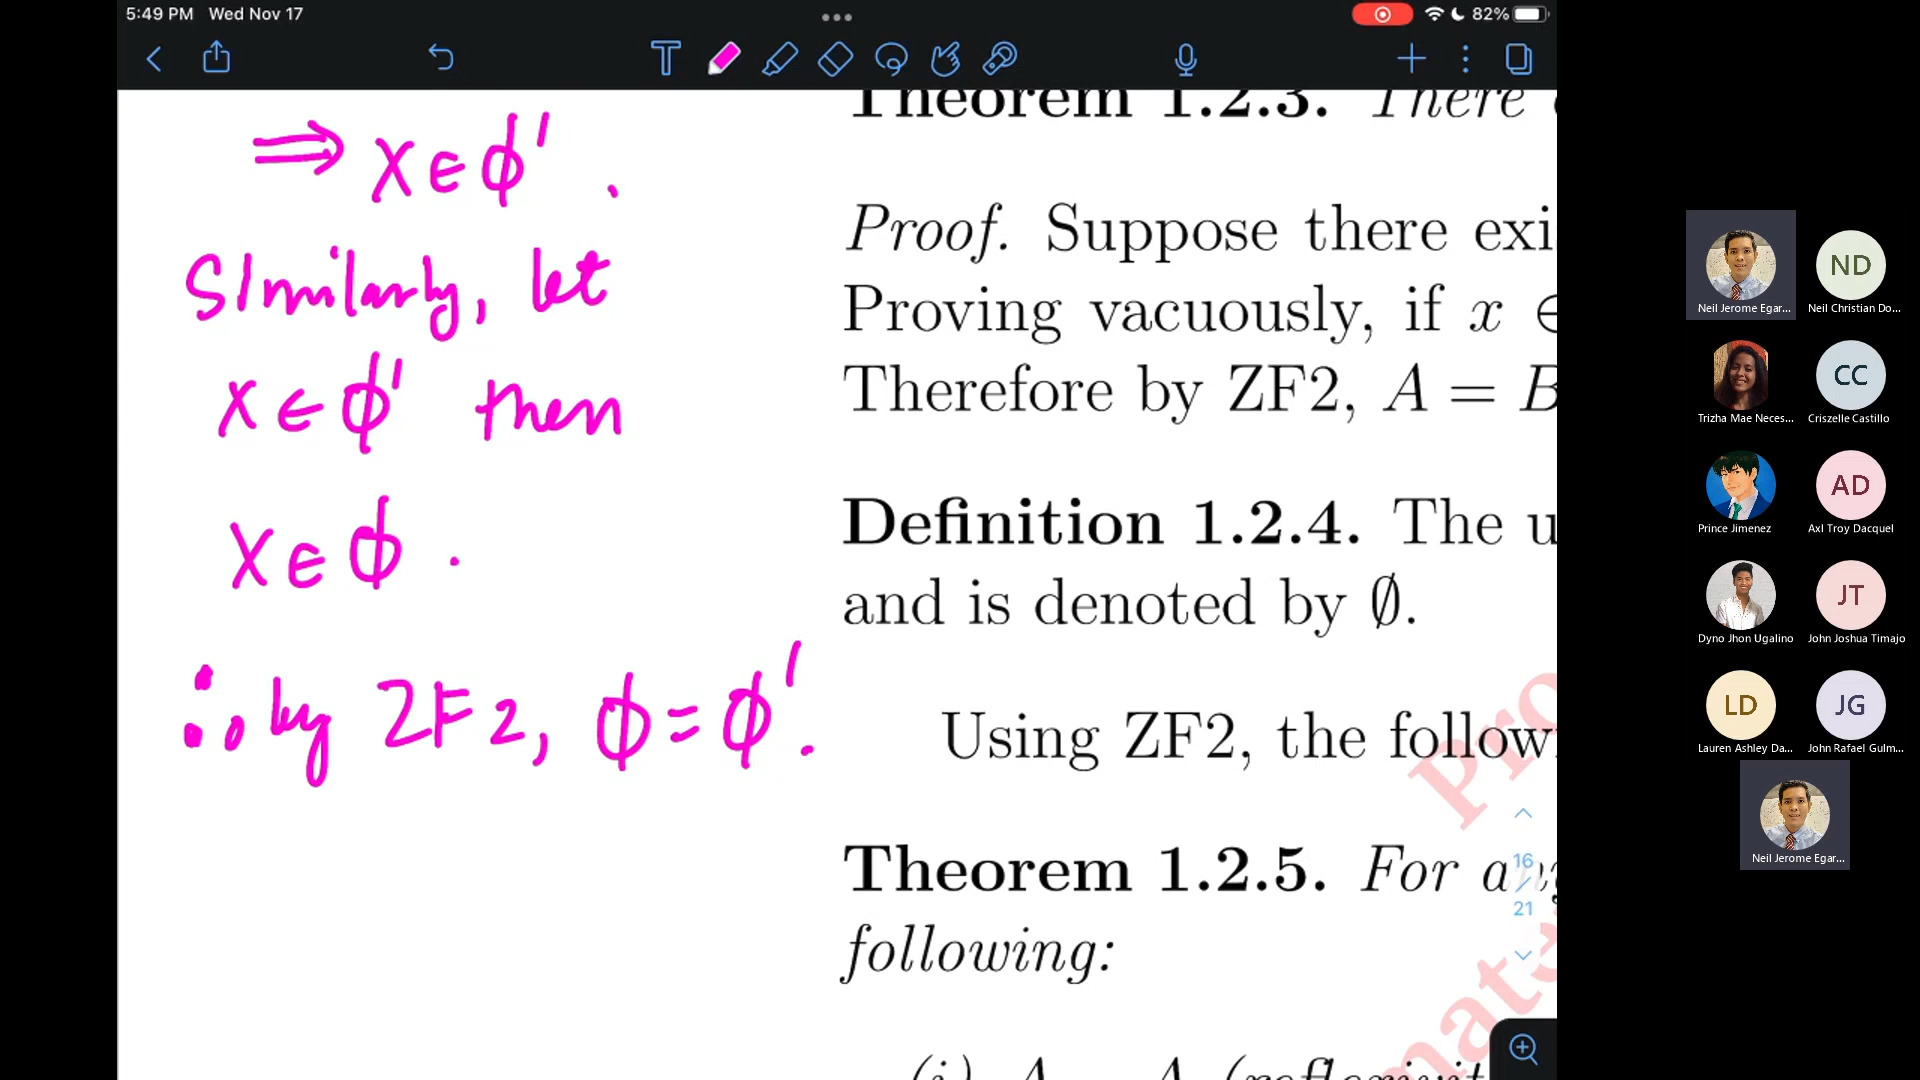 5:49 PM Wed Nov 17
82%
⇒ x ∈ ϕ'.
Similarly, let
x ∈ ϕ' then
x ∈ ϕ.
∴ by ZF2, ϕ = ϕ'.
Theorem 1.2.3. There
Proof. Suppose there exi
Proving vacuously, if x ∈
Therefore by ZF2, A = B
Definition 1.2.4. The u
and is denoted by ∅.
Using ZF2, the follow
Theorem 1.2.5. For any
following:
(i) A A (reflexivit
Pro
mat
16
21
Neil Jerome Egar...
ND
Neil Christian Do...
Trizha Mae Neces...
CC
Criszelle Castillo
Prince Jimenez
AD
Axl Troy Dacquel
Dyno Jhon Ugalino
JT
John Joshua Timajo
LD
Lauren Ashley Da...
JG
John Rafael Gulm...
Neil Jerome Egar...